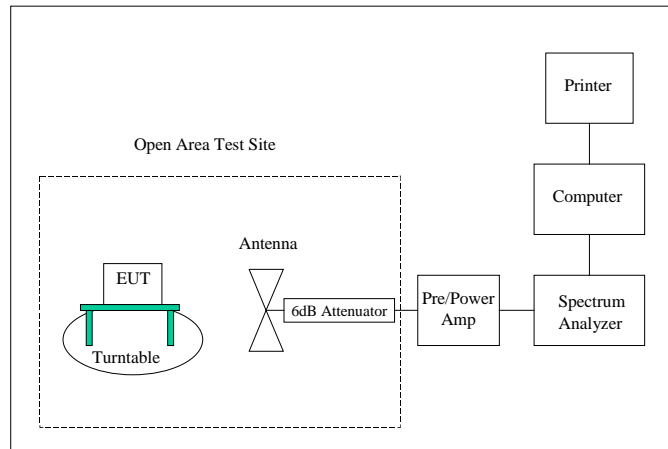 Printer
Open Area Test Site
Computer
Antenna
EUT
6dB Attenuator
Pre/Power
Amp
Spectrum
Analyzer
Turntable